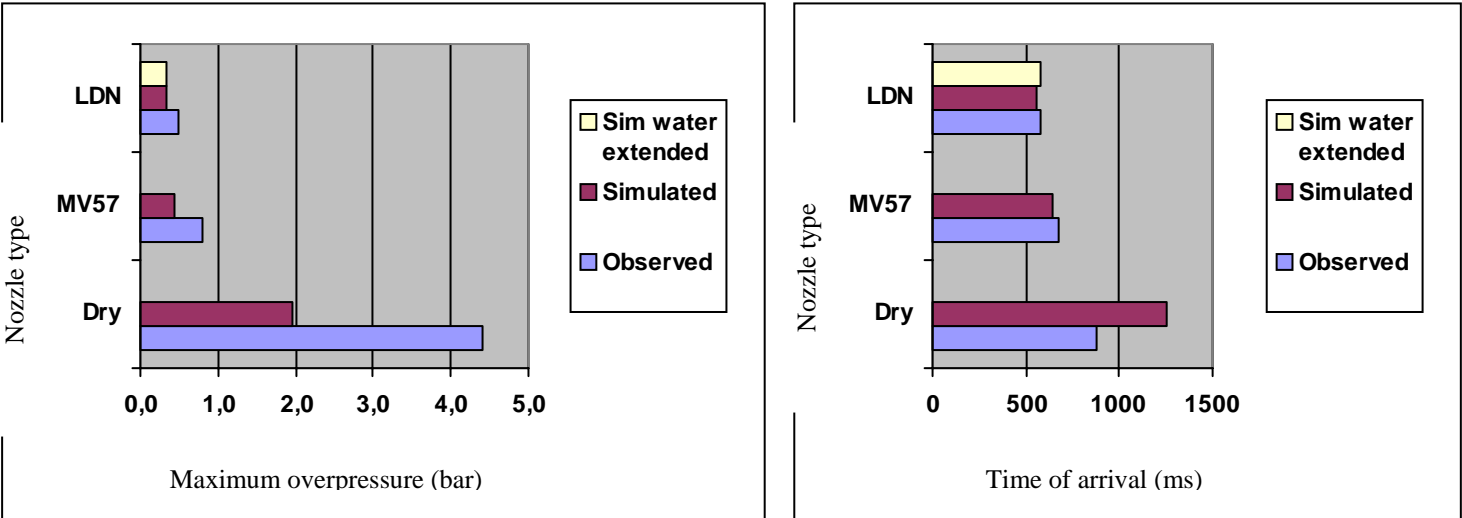 Nozzle type
LDN
MV57
Dry
0,0 1,0 2,0 3,0 4,0 5,0
Maximum overpressure (bar)
Sim water
extended
Simulated
Observed
Nozzle type
LDN
MV57
Dry
0 500 1000 1500
Time of arrival (ms)
Sim water
extended
Simulated
Observed